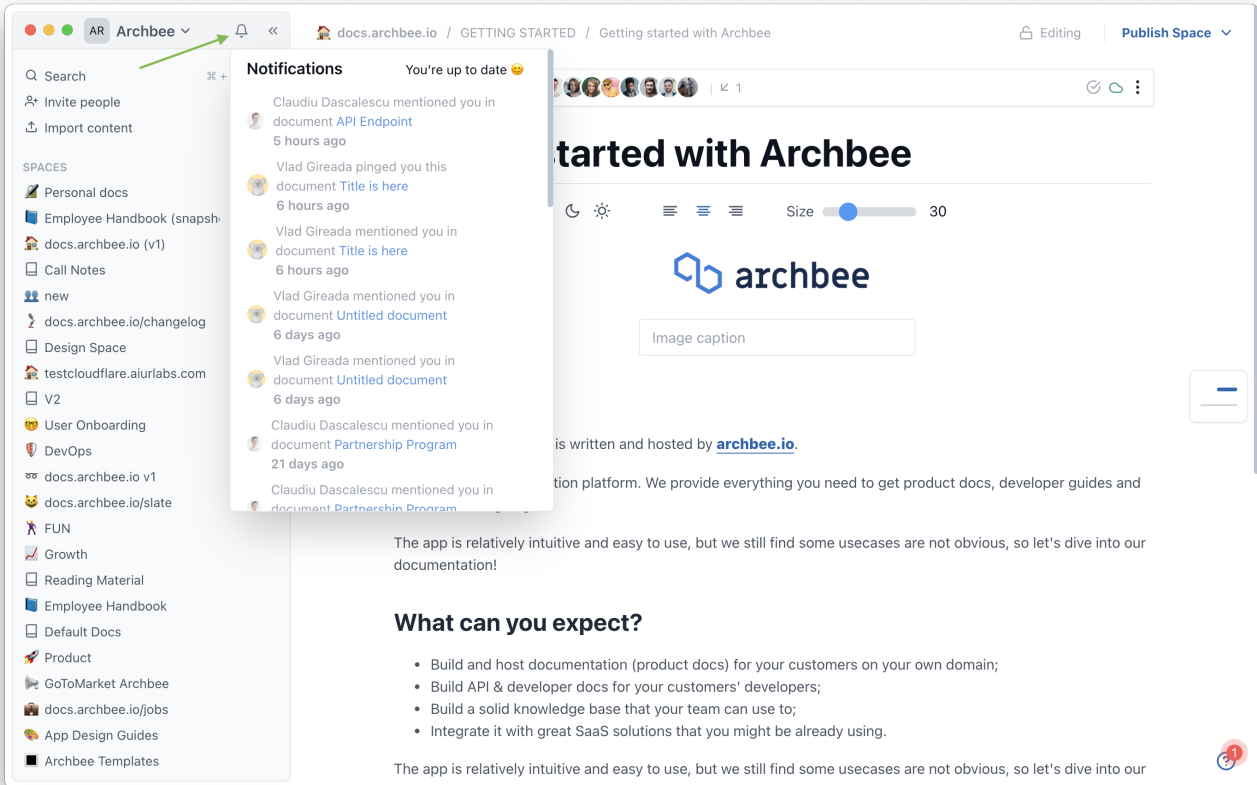 AR Archbee
docs.archbee.io / GETTING STARTED / Getting started with Archbee
Editing
Publish Space
Search ⌘ +
Invite people
Import content
SPACES
Personal docs
Employee Handbook (snapsh
docs.archbee.io (v1)
Call Notes
new
docs.archbee.io/changelog
Design Space
testcloudflare.aiurlabs.com
V2
User Onboarding
DevOps
docs.archbee.io v1
docs.archbee.io/slate
FUN
Growth
Reading Material
Employee Handbook
Default Docs
Product
GoToMarket Archbee
docs.archbee.io/jobs
App Design Guides
Archbee Templates
Notifications You're up to date 😊
Claudiu Dascalescu mentioned you in
document API Endpoint
5 hours ago
Vlad Gireada pinged you this
document Title is here
6 hours ago
Vlad Gireada mentioned you in
document Title is here
6 hours ago
Vlad Gireada mentioned you in
document Untitled document
6 days ago
Vlad Gireada mentioned you in
document Untitled document
6 days ago
Claudiu Dascalescu mentioned you in
document Partnership Program
21 days ago
Claudiu Dascalescu mentioned you in
document Partnership Program
1
started with Archbee
Size 30
archbee
Image caption
is written and hosted by archbee.io.
tion platform. We provide everything you need to get product docs, developer guides and
The app is relatively intuitive and easy to use, but we still find some usecases are not obvious, so let's dive into our
documentation!
What can you expect?
• Build and host documentation (product docs) for your customers on your own domain;
• Build API & developer docs for your customers' developers;
• Build a solid knowledge base that your team can use to;
• Integrate it with great SaaS solutions that you might be already using.
The app is relatively intuitive and easy to use, but we still find some usecases are not obvious, so let's dive into our
1